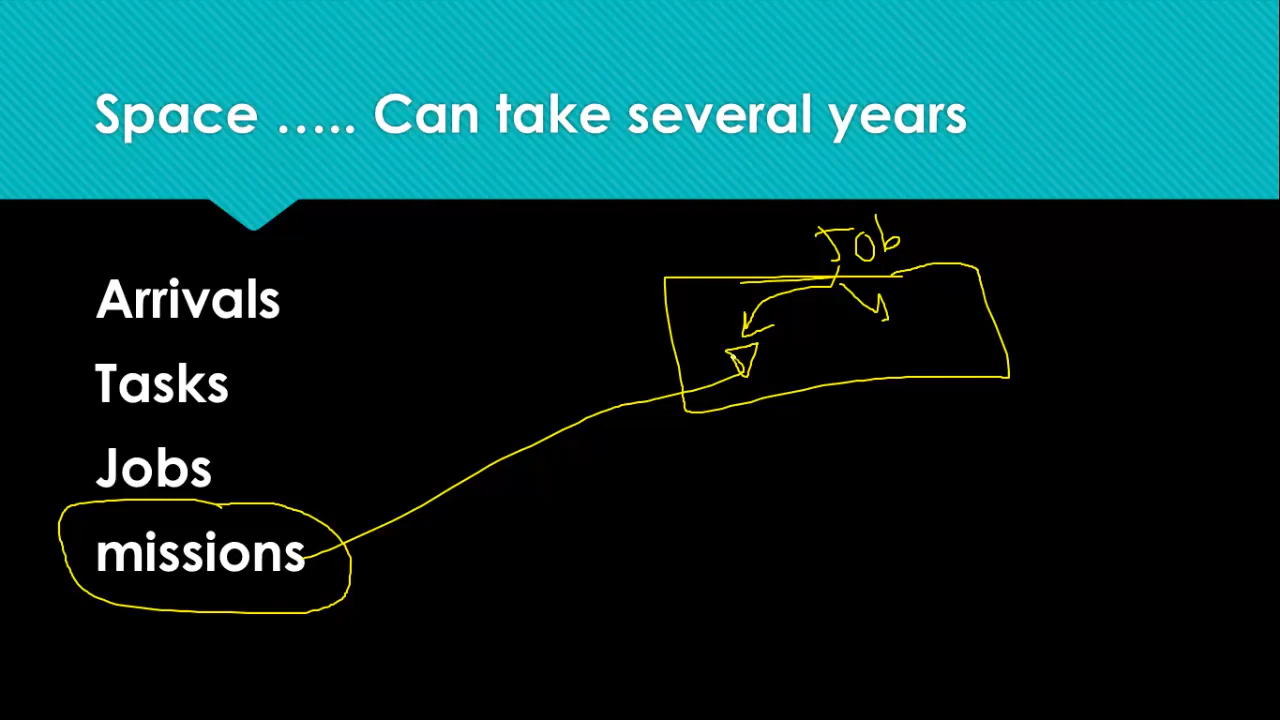 Space ..... Can take several years
Job
Arrivals
Tasks
Jobs
missions